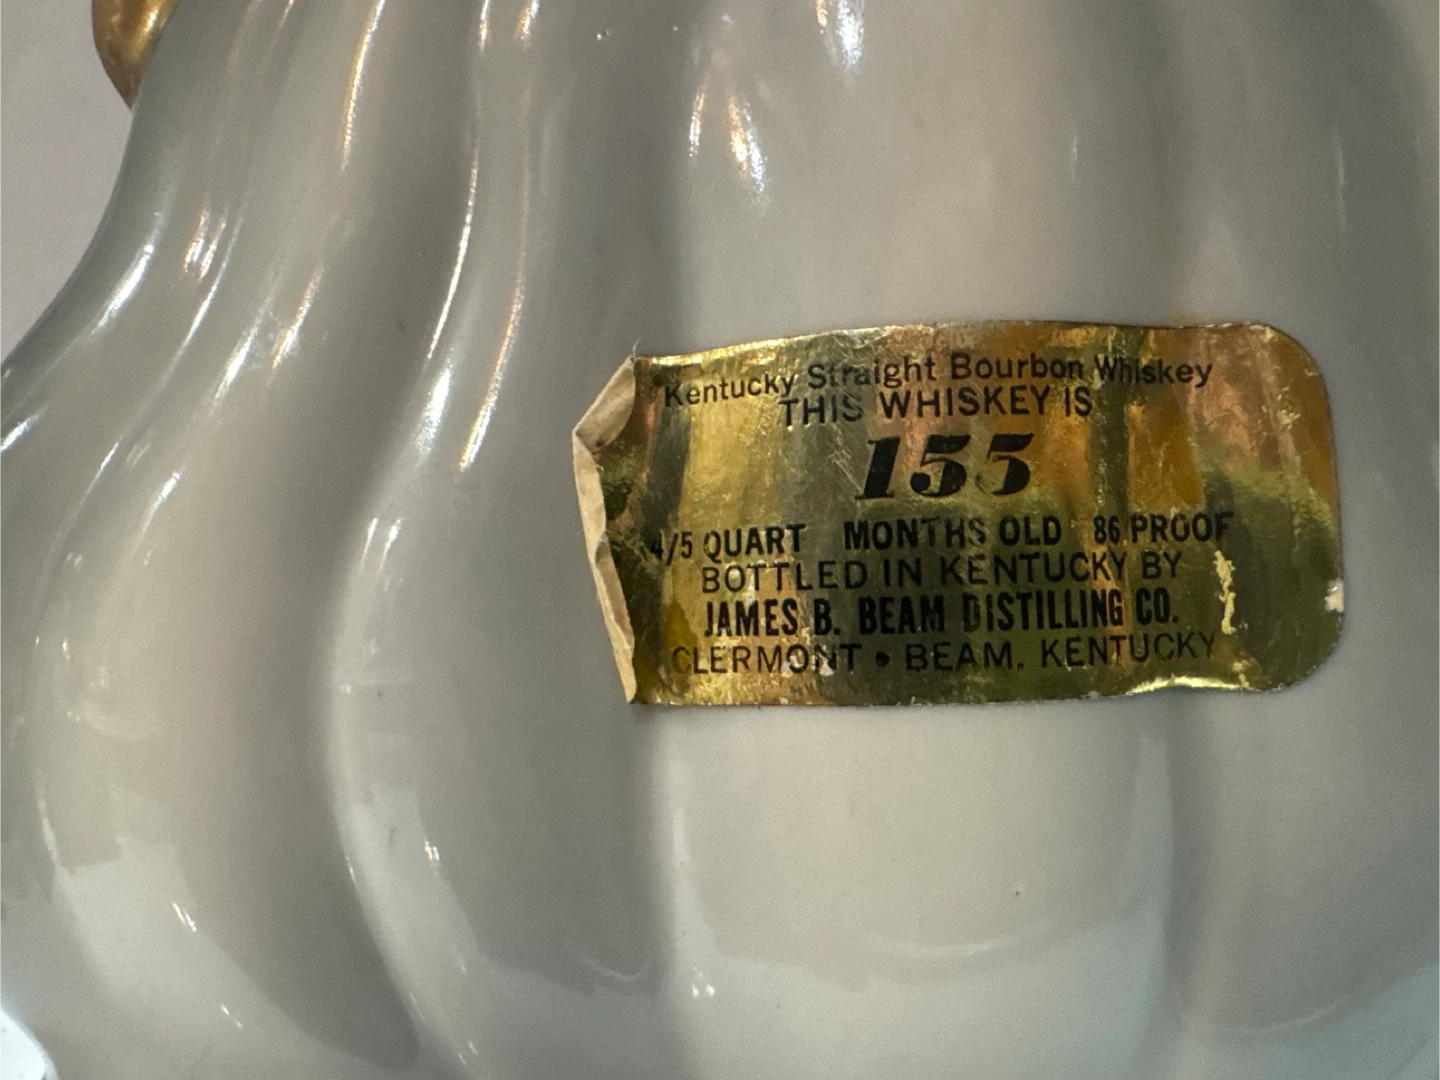 Kentucky Straight Bourbon Whiskey
THIS WHISKEY IS
155
4/5 QUART MONTHS OLD 86 PROOF
BOTTLED IN KENTUCKY BY
JAMES B. BEAM DISTILLING CO.
CLERMONT • BEAM, KENTUCKY